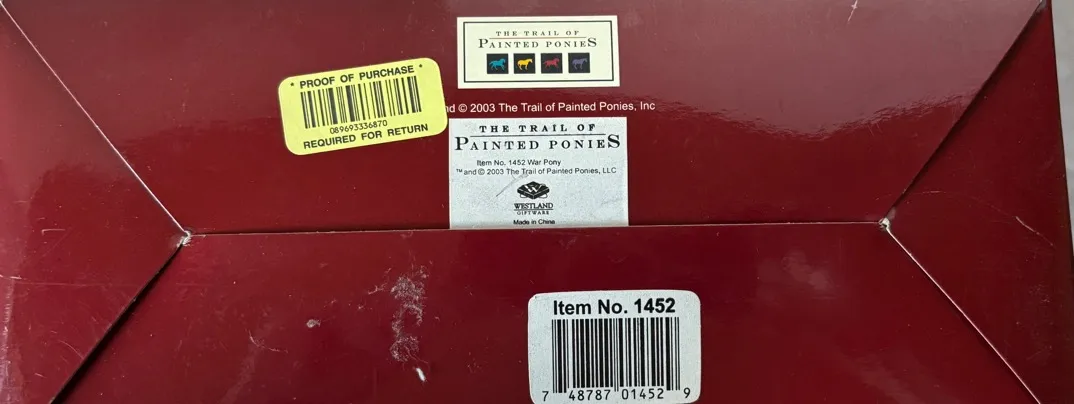 THE TRAIL OF
PAINTED PONIES
* PROOF OF PURCHASE *
089693336870
REQUIRED FOR RETURN
© 2003 The Trail of Painted Ponies, Inc
THE TRAIL OF
PAINTED PONIES
Item No. 1452 War Pony
™ and © 2003 The Trail of Painted Ponies, LLC
WESTLAND
GIFTWARE
Made in China
Item No. 1452
7 48787 01452 9